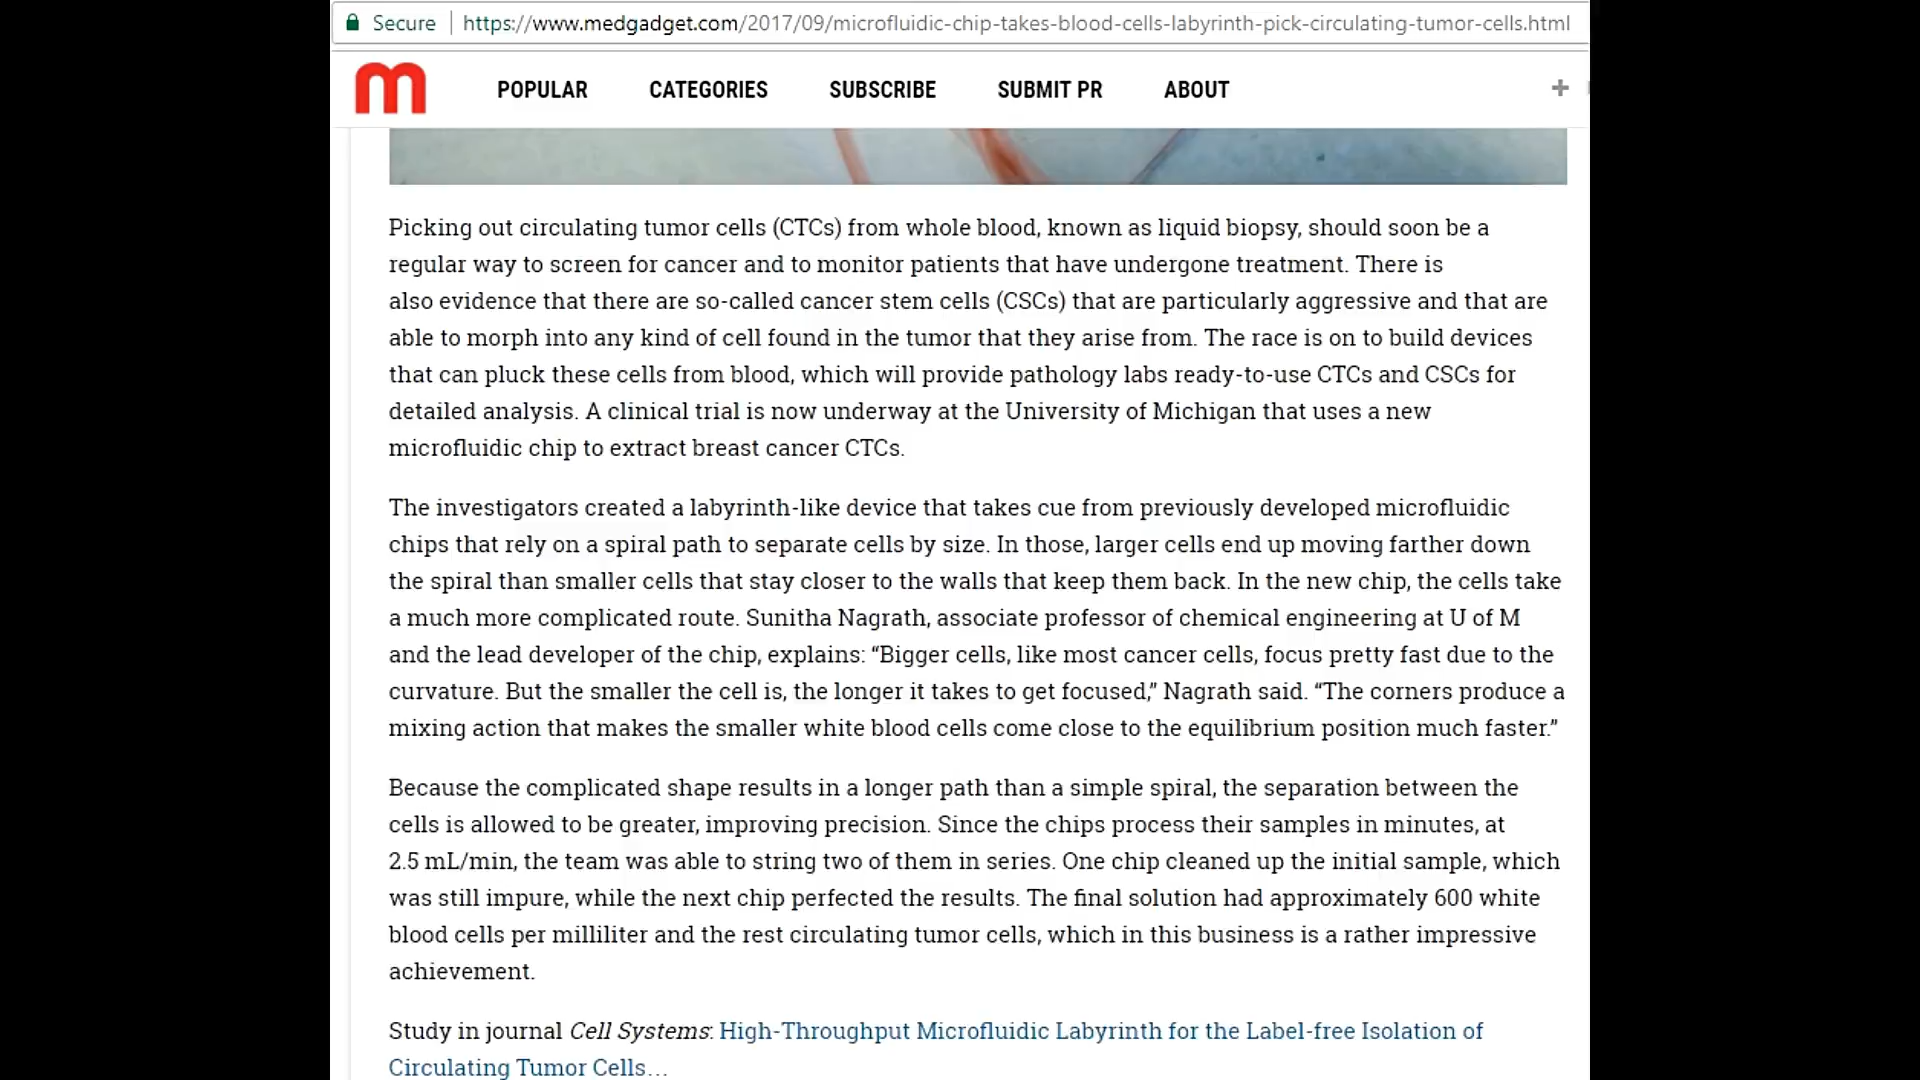 Secure https://www.medgadget.com/2017/09/microfluidic-chip-takes-blood-cells-labyrinth-pick-circulating-tumor-cells.html
m POPULAR CATEGORIES SUBSCRIBE SUBMIT PR ABOUT +
Picking out circulating tumor cells (CTCs) from whole blood, known as liquid biopsy, should soon be a
regular way to screen for cancer and to monitor patients that have undergone treatment. There is
also evidence that there are so-called cancer stem cells (CSCs) that are particularly aggressive and that are
able to morph into any kind of cell found in the tumor that they arise from. The race is on to build devices
that can pluck these cells from blood, which will provide pathology labs ready-to-use CTCs and CSCs for
detailed analysis. A clinical trial is now underway at the University of Michigan that uses a new
microfluidic chip to extract breast cancer CTCs.
The investigators created a labyrinth-like device that takes cue from previously developed microfluidic
chips that rely on a spiral path to separate cells by size. In those, larger cells end up moving farther down
the spiral than smaller cells that stay closer to the walls that keep them back. In the new chip, the cells take
a much more complicated route. Sunitha Nagrath, associate professor of chemical engineering at U of M
and the lead developer of the chip, explains: “Bigger cells, like most cancer cells, focus pretty fast due to the
curvature. But the smaller the cell is, the longer it takes to get focused,” Nagrath said. “The corners produce a
mixing action that makes the smaller white blood cells come close to the equilibrium position much faster.”
Because the complicated shape results in a longer path than a simple spiral, the separation between the
cells is allowed to be greater, improving precision. Since the chips process their samples in minutes, at
2.5 mL/min, the team was able to string two of them in series. One chip cleaned up the initial sample, which
was still impure, while the next chip perfected the results. The final solution had approximately 600 white
blood cells per milliliter and the rest circulating tumor cells, which in this business is a rather impressive
achievement.
Study in journal Cell Systems: High-Throughput Microfluidic Labyrinth for the Label-free Isolation of
Circulating Tumor Cells…